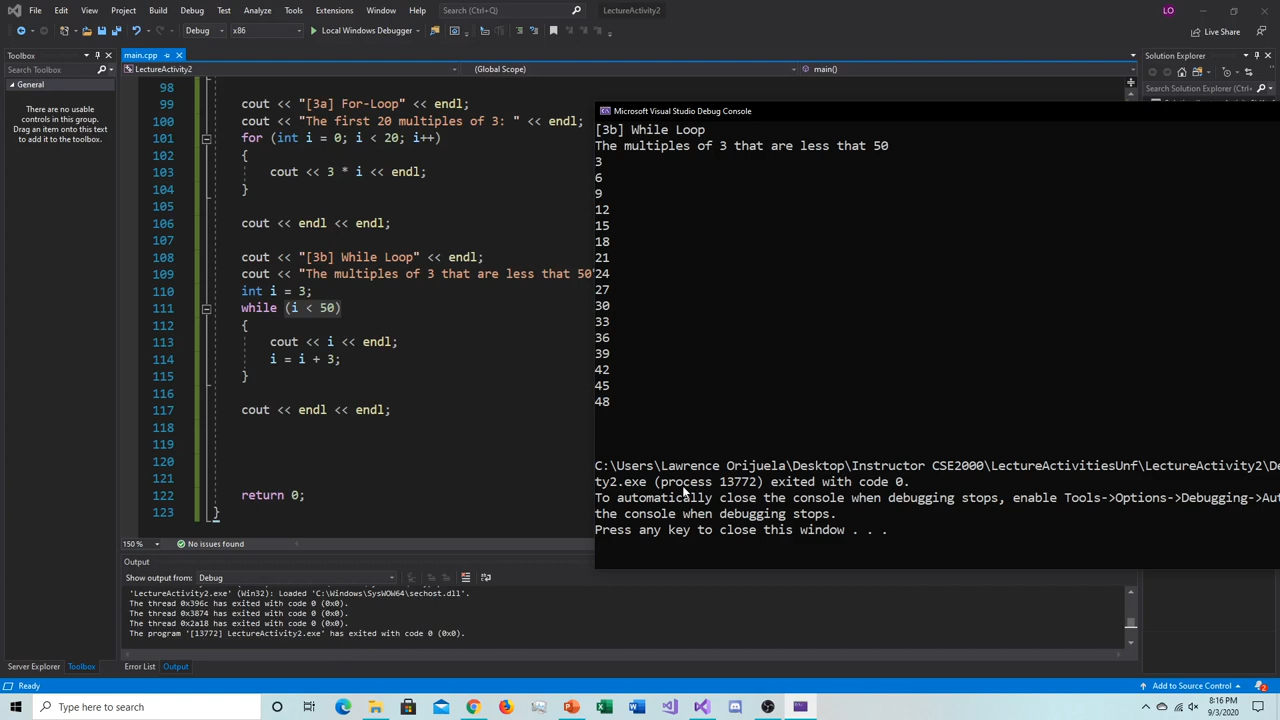 File Edit View Project Build Debug Test Analyze Tools Extensions Window Help Search (Ctrl+Q) LectureActivity2 LO
Debug x86 Local Windows Debugger Live Share
Toolbox
Search Toolbox
General
There are no usable
controls in this group.
Drag an item onto this text
to add it to the toolbox.
main.cpp
LectureActivity2 (Global Scope) main()
98
99 cout << "[3a] For-Loop" << endl;
100 cout << "The first 20 multiples of 3: " << endl;
101 for (int i = 0; i < 20; i++)
102 {
103 cout << 3 * i << endl;
104 }
105
106 cout << endl << endl;
107
108 cout << "[3b] While Loop" << endl;
109 cout << "The multiples of 3 that are less that 50"
110 int i = 3;
111 while (i < 50)
112 {
113 cout << i << endl;
114 i = i + 3;
115 }
116
117 cout << endl << endl;
118
119
120
121
122 return 0;
123 }
150 % No issues found
Solution Explorer
Search Solution Explorer (Ctrl+
Microsoft Visual Studio Debug Console
[3b] While Loop
The multiples of 3 that are less that 50
3
6
9
12
15
18
21
24
27
30
33
36
39
42
45
48
C:\Users\Lawrence Orijuela\Desktop\Instructor CSE2000\LectureActivitiesUnf\LectureActivity2\De
ty2.exe (process 13772) exited with code 0.
To automatically close the console when debugging stops, enable Tools->Options->Debugging->Aut
the console when debugging stops.
Press any key to close this window . . .
Output
Show output from: Debug
'LectureActivity2.exe' (Win32): Loaded 'C:\Windows\SysWOW64\sechost.dll'.
The thread 0x396c has exited with code 0 (0x0).
The thread 0x3874 has exited with code 0 (0x0).
The thread 0x2a18 has exited with code 0 (0x0).
The program '[13772] LectureActivity2.exe' has exited with code 0 (0x0).
Server Explorer Toolbox Error List Output
Ready Add to Source Control 2
Type here to search
8:16 PM
9/3/2020